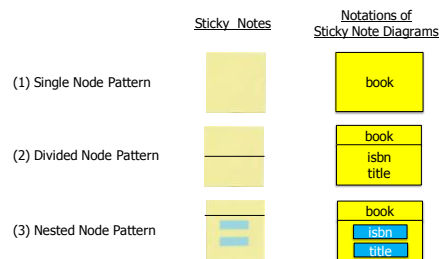 Sticky Notes
Notations of
Sticky Note Diagrams
(1) Single Node Pattern
book
(2) Divided Node Pattern
book
isbn
title
(3) Nested Node Pattern
book
isbn
title